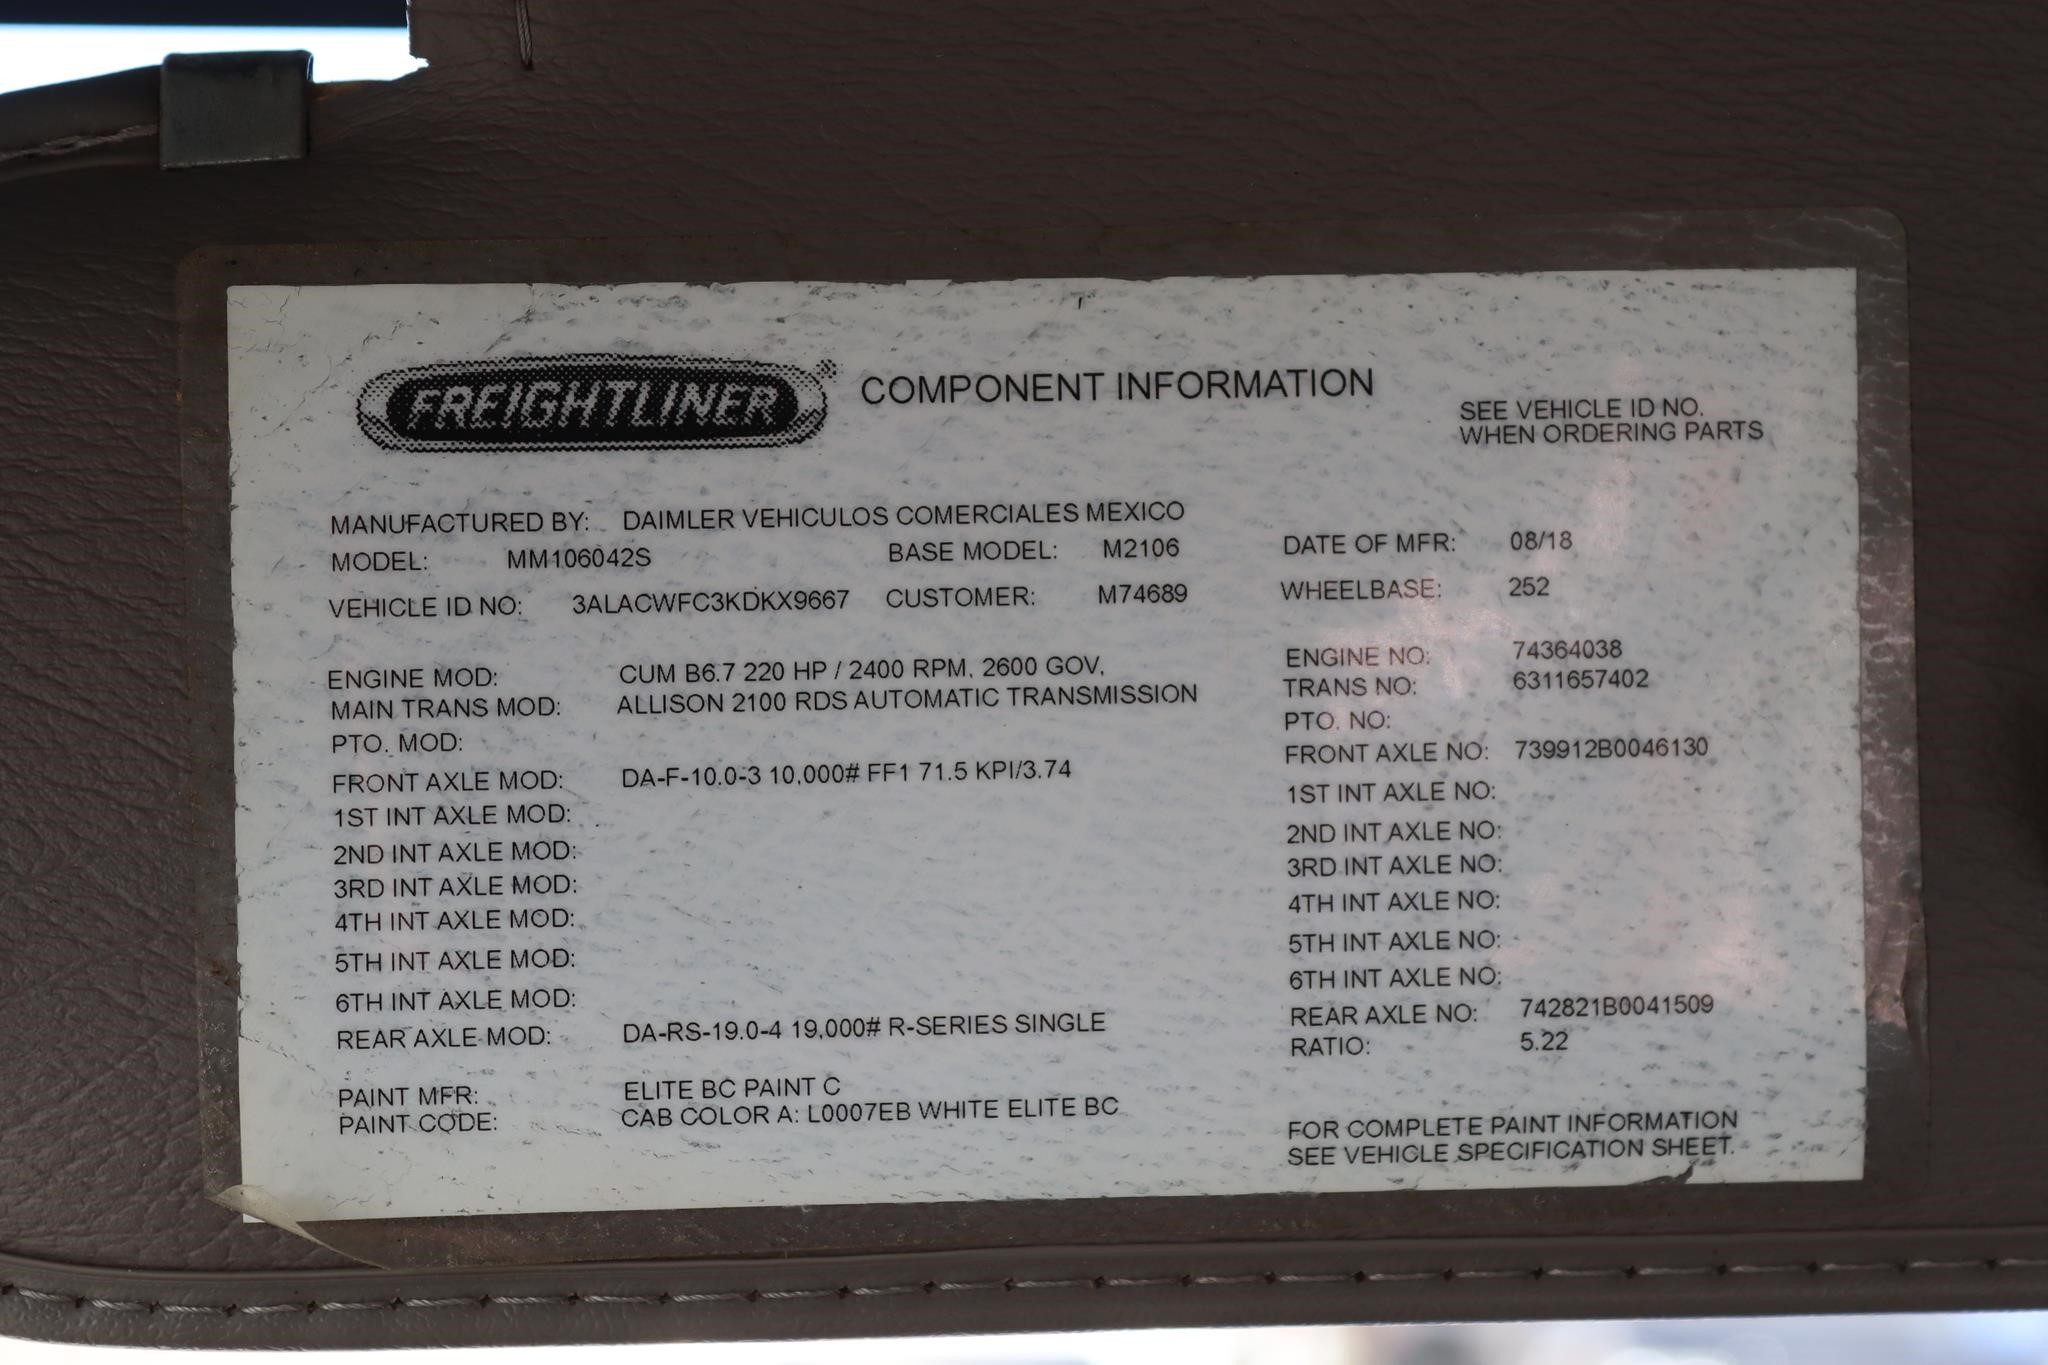 FREIGHTLINER® COMPONENT INFORMATION
SEE VEHICLE ID NO.
WHEN ORDERING PARTS
MANUFACTURED BY: DAIMLER VEHICULOS COMERCIALES MEXICO
MODEL: MM106042S BASE MODEL: M2106 DATE OF MFR: 08/18
VEHICLE ID NO: 3ALACWFC3KDKX9667 CUSTOMER: M74689 WHEELBASE: 252
ENGINE MOD: CUM B6.7 220 HP / 2400 RPM, 2600 GOV, ENGINE NO: 74364038
MAIN TRANS MOD: ALLISON 2100 RDS AUTOMATIC TRANSMISSION TRANS NO: 6311657402
PTO. MOD: PTO. NO:
FRONT AXLE MOD: DA-F-10.0-3 10,000# FF1 71.5 KPI/3.74 FRONT AXLE NO: 739912B0046130
1ST INT AXLE MOD: 1ST INT AXLE NO:
2ND INT AXLE MOD: 2ND INT AXLE NO:
3RD INT AXLE MOD: 3RD INT AXLE NO:
4TH INT AXLE MOD: 4TH INT AXLE NO:
5TH INT AXLE MOD: 5TH INT AXLE NO:
6TH INT AXLE MOD: 6TH INT AXLE NO:
REAR AXLE MOD: DA-RS-19.0-4 19,000# R-SERIES SINGLE REAR AXLE NO: 742821B0041509
RATIO: 5.22
PAINT MFR: ELITE BC PAINT C
PAINT CODE: CAB COLOR A: L0007EB WHITE ELITE BC
FOR COMPLETE PAINT INFORMATION
SEE VEHICLE SPECIFICATION SHEET.